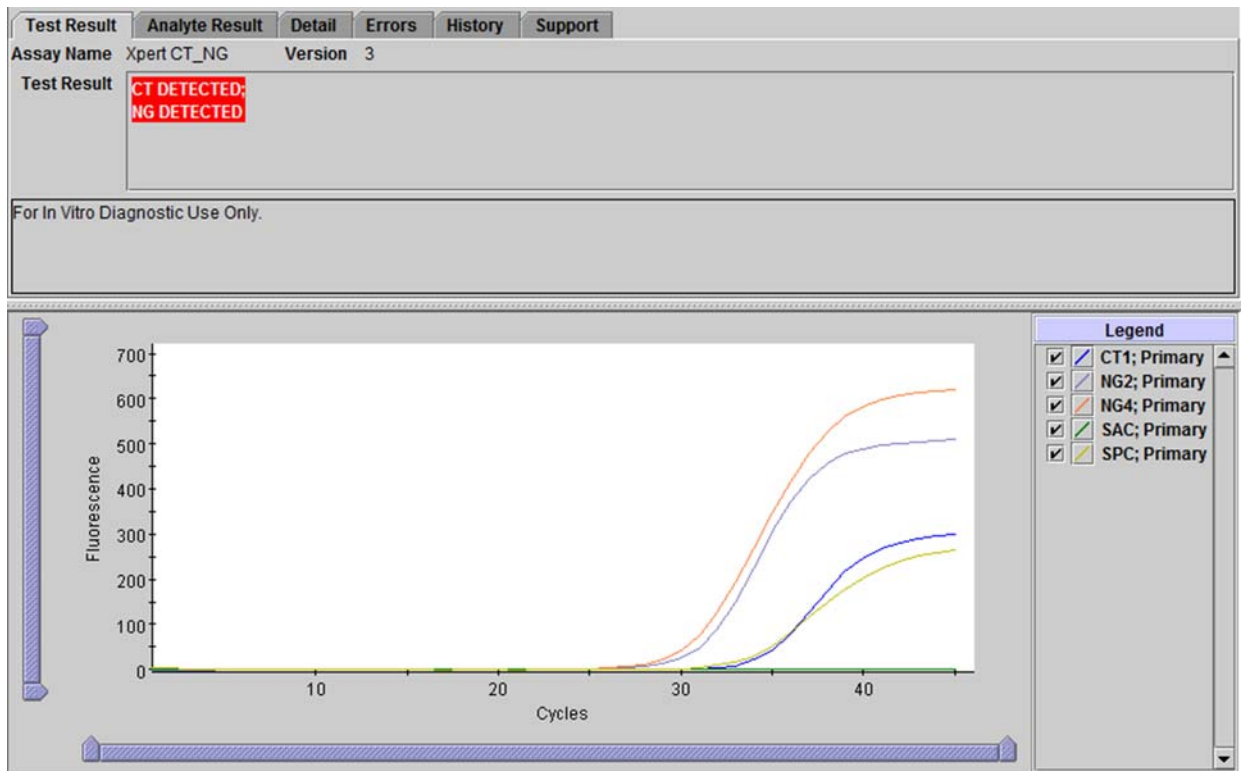 Test Result Analyte Result Detail Errors History Support
Assay Name Xpert CT_NG Version 3
Test Result CT DETECTED;
NG DETECTED
For In Vitro Diagnostic Use Only.
Legend
CT1; Primary
NG2; Primary
NG4; Primary
SAC; Primary
SPC; Primary
Fluorescence
700
600
500
400
300
200
100
0
10 20 30 40
Cycles